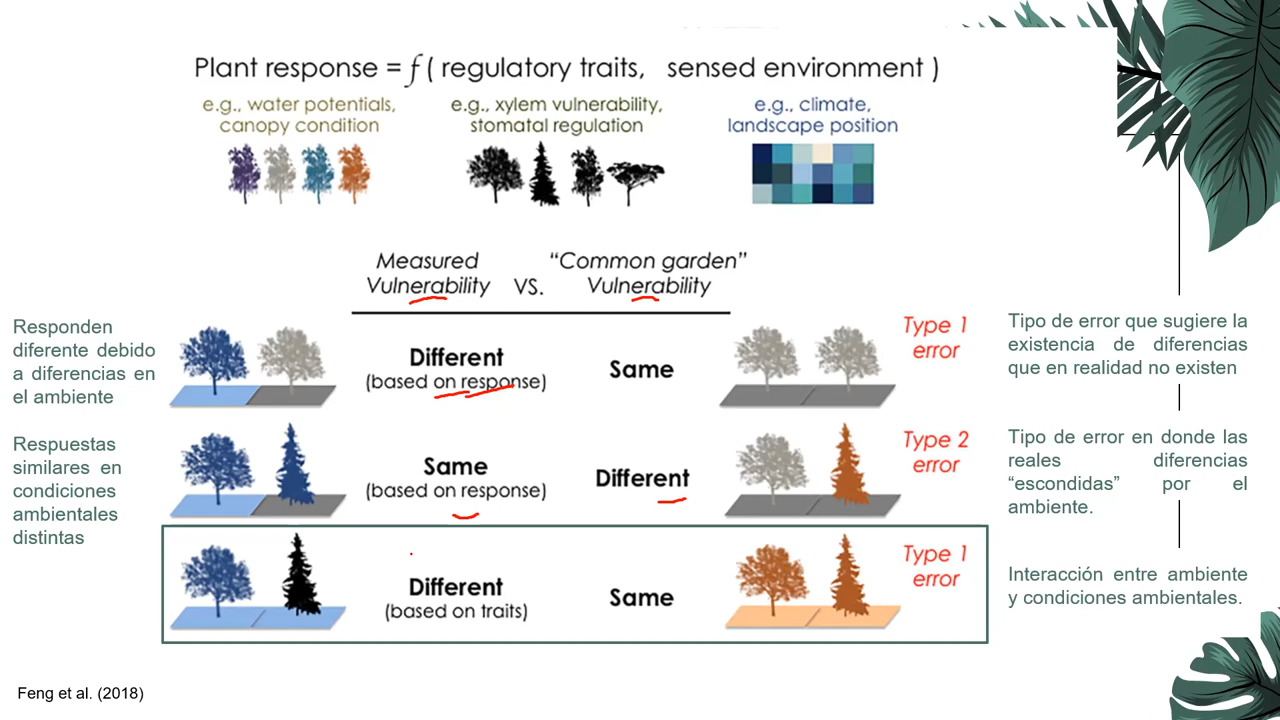 Plant response = f ( regulatory traits, sensed environment )
e.g., water potentials,
canopy condition
e.g., xylem vulnerability,
stomatal regulation
e.g., climate,
landscape position
Measured
Vulnerability
VS.
“Common garden”
Vulnerability
Responden
diferente debido
a diferencias en
el ambiente
Different
(based on response)
Same
Type 1
error
Tipo de error que sugiere la
existencia de diferencias
que en realidad no existen
Respuestas
similares en
condiciones
ambientales
distintas
Same
(based on response)
Different
Type 2
error
Tipo de error en donde las
reales diferencias
“escondidas” por el
ambiente.
Different
(based on traits)
Same
Type 1
error
Interacción entre ambiente
y condiciones ambientales.
Feng et al. (2018)